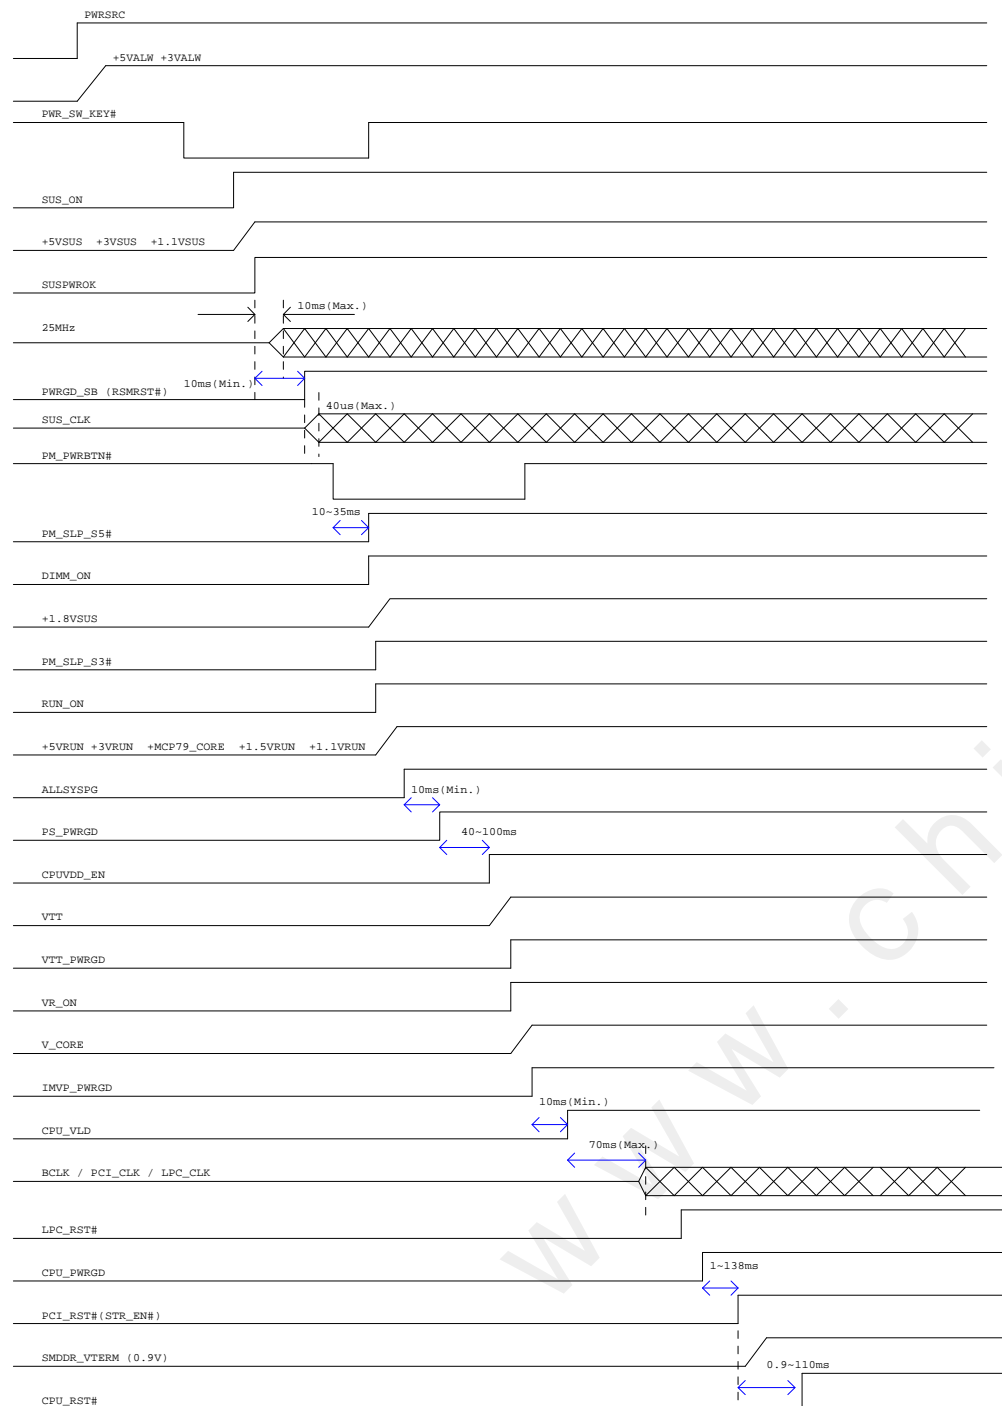 PWRSRC
+5VALW +3VALW
PWR_SW_KEY#
SUS_ON
+5VSUS +3VSUS +1.1VSUS
SUSPWROK
10ms(Max.)
25MHz
10ms(Min.)
PWRGD_SB (RSMRST#)
40us(Max.)
SUS_CLK
PM_PWRBTN#
10~35ms
PM_SLP_S5#
DIMM_ON
+1.8VSUS
PM_SLP_S3#
RUN_ON
+5VRUN +3VRUN +MCP79_CORE +1.5VRUN +1.1VRUN
ALLSYSPG
10ms(Min.)
PS_PWRGD
40~100ms
CPUVDD_EN
VTT
VTT_PWRGD
VR_ON
V_CORE
IMVP_PWRGD
10ms(Min.)
CPU_VLD
70ms(Max.)
BCLK / PCI_CLK / LPC_CLK
LPC_RST#
CPU_PWRGD
1~138ms
PCI_RST#(STR_EN#)
SMDDR_VTERM (0.9V)
0.9~110ms
CPU_RST#
www.chi